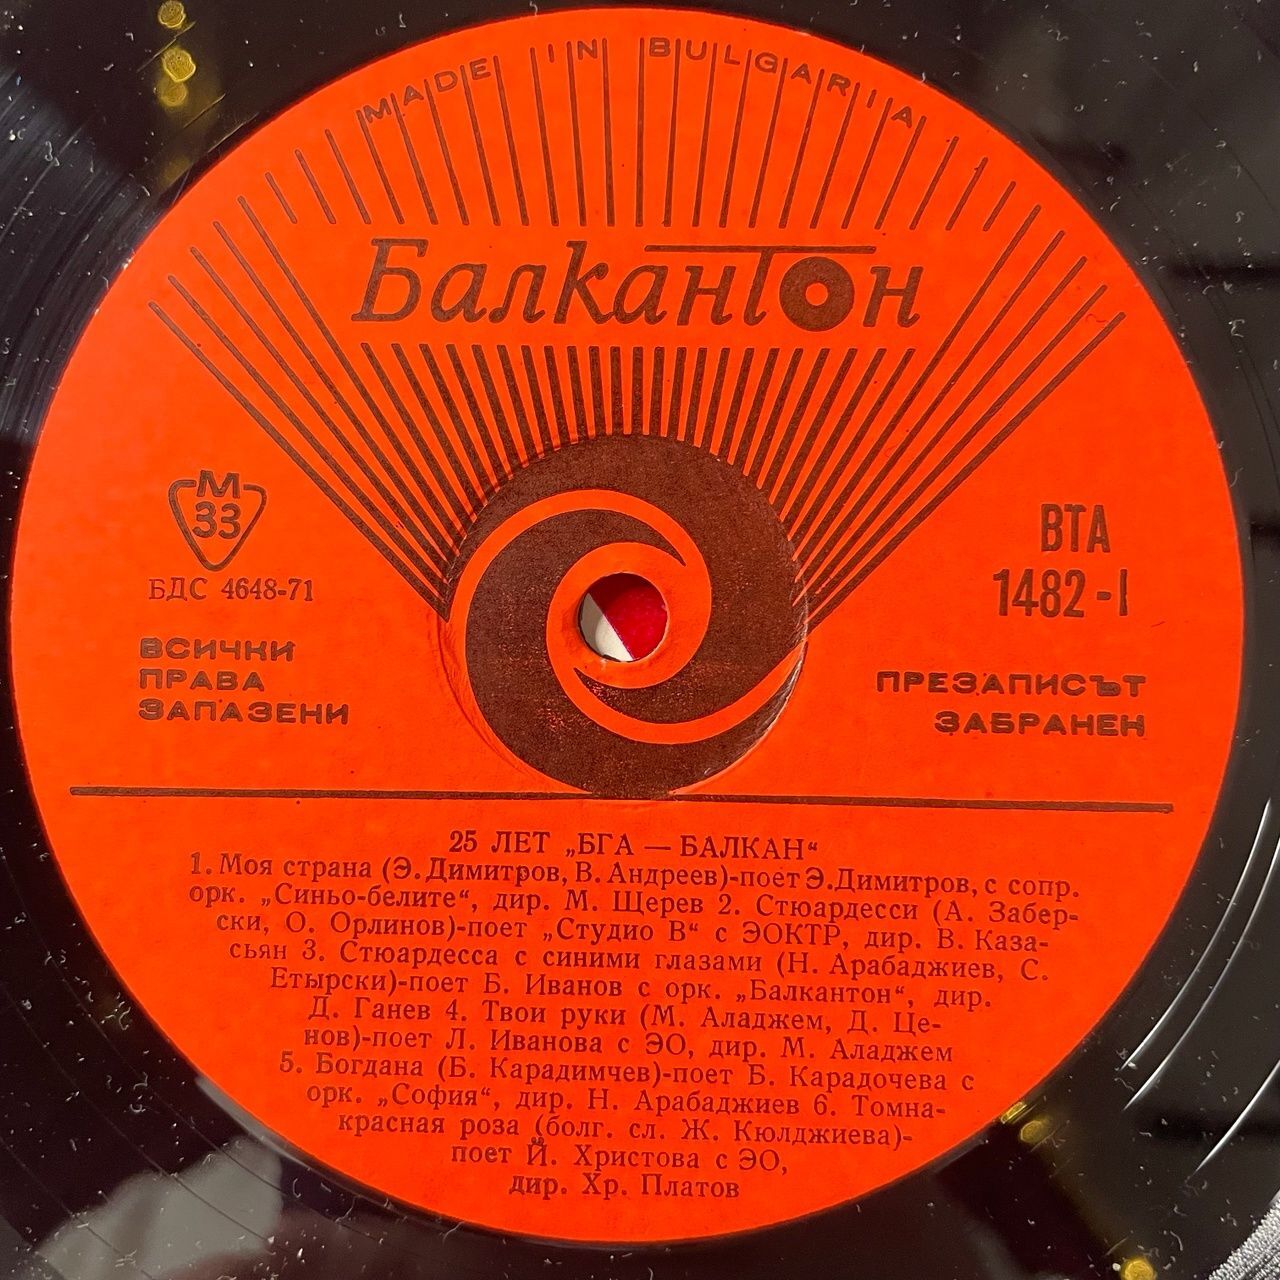 MADE IN BULGARIA
Балкантон
М
33
БДС 4648-71
ВСИЧКИ
ПРАВА
ЗАПАЗЕНИ
ВТА
1482-I
ПРЕЗАПИСЪТ
ЗАБРАНЕН
25 ЛЕТ „БГА — БАЛКАН“
1. Моя страна (Э. Димитров, В. Андреев)-поет Э. Димитров, с сопр.
орк. „Синьо-белите“, дир. М. Щерев 2. Стюардесси (А. Забер-
ски, О. Орлинов)-поет „Студио В“ с ЭОКТР, дир. В. Каза-
сьян 3. Стюардесса с синими глазами (Н. Арабаджиев, С.
Етырски)-поет Б. Иванов с орк. „Балкантон“, дир.
Д. Ганев 4. Твои руки (М. Аладжем, Д. Це-
нов)-поет Л. Иванова с ЭО, дир. М. Аладжем
5. Богдана (Б. Карадимчев)-поет Б. Карадочева с
орк. „София“, дир. Н. Арабаджиев 6. Томна-
красная роза (болг. сл. Ж. Кюлджиева)-
поет Й. Христова с ЭО,
дир. Хр. Платов